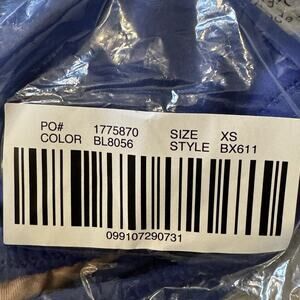 PO# 1775870 SIZE XS
COLOR BL8056 STYLE BX611
099107290731